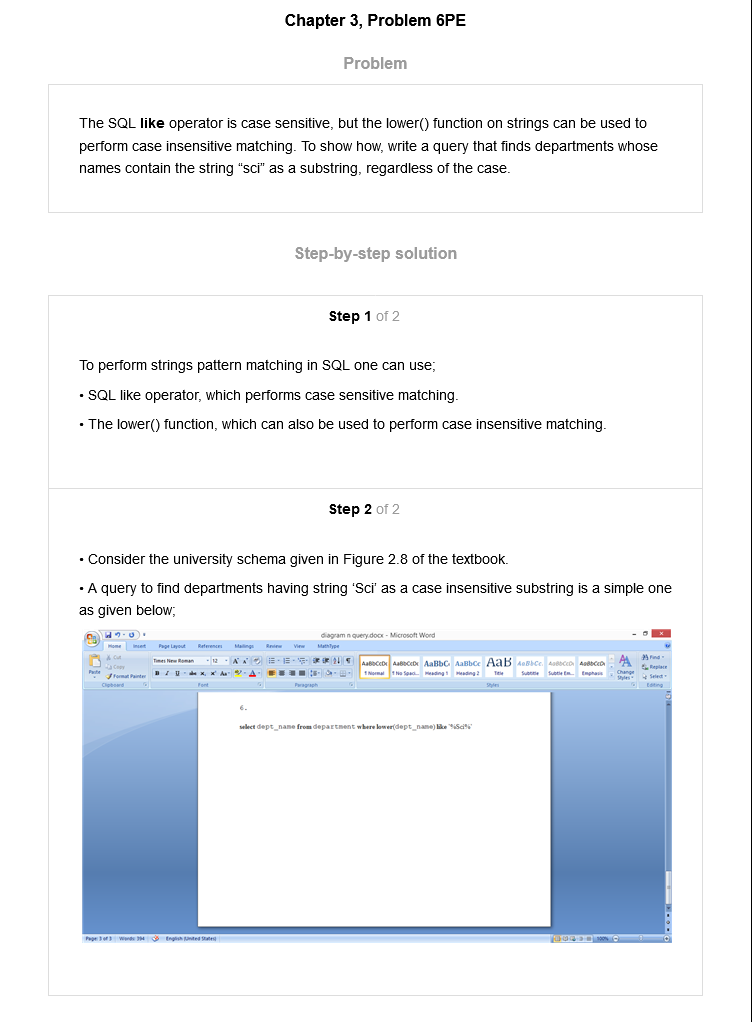 Chapter 3, Problem 6PE
Problem
The SQL like operator is case sensitive, but the lower() function on strings can be used to
perform case insensitive matching. To show how, write a query that finds departments whose
names contain the string “sci” as a substring, regardless of the case.
Step-by-step solution
Step 1 of 2
To perform strings pattern matching in SQL one can use;
• SQL like operator, which performs case sensitive matching.
• The lower() function, which can also be used to perform case insensitive matching.
Step 2 of 2
• Consider the university schema given in Figure 2.8 of the textbook.
• A query to find departments having string ‘Sci’ as a case insensitive substring is a simple one
as given below;
diagram n query.docx - Microsoft Word
Home Insert Page Layout References Mailings Review View MathType
Paste Cut Copy Format Painter
Times New Roman 12
AaBbCcDc AaBbCcDc AaBbC AaBbCc AaB AaBbCc. AaBbCcDc AaBbCcDc
¶ Normal ¶ No Spaci... Heading 1 Heading 2 Title Subtitle Subtle Em... Emphasis
Change Styles
Find Replace Select
Clipboard Font Paragraph Styles Editing
6.
select dept_name from department where lower(dept_name) like '%Sci%'
Page: 3 of 3 Words: 394 English (United States) 100%